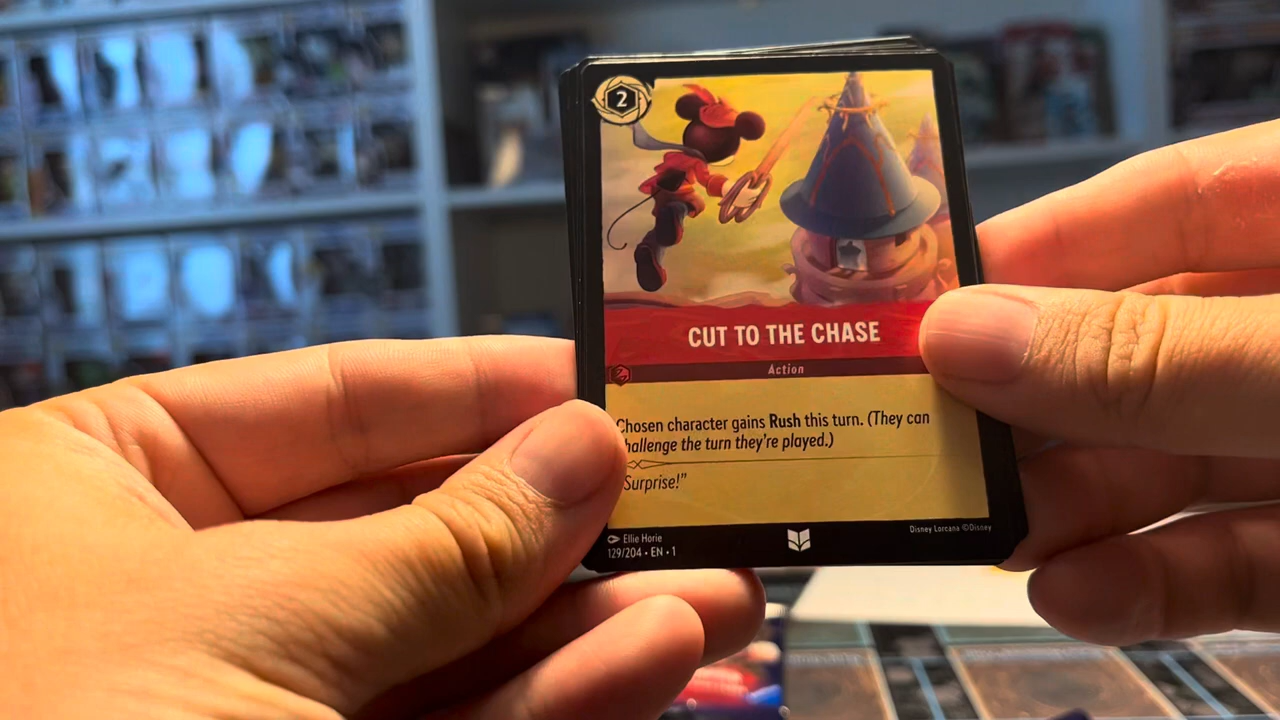 2
CUT TO THE CHASE
Action
Chosen character gains Rush this turn. (They can
hallenge the turn they're played.)
Surprise!"
Ellie Horie
129/204 • EN • 1
Disney Lorcana ©Disney